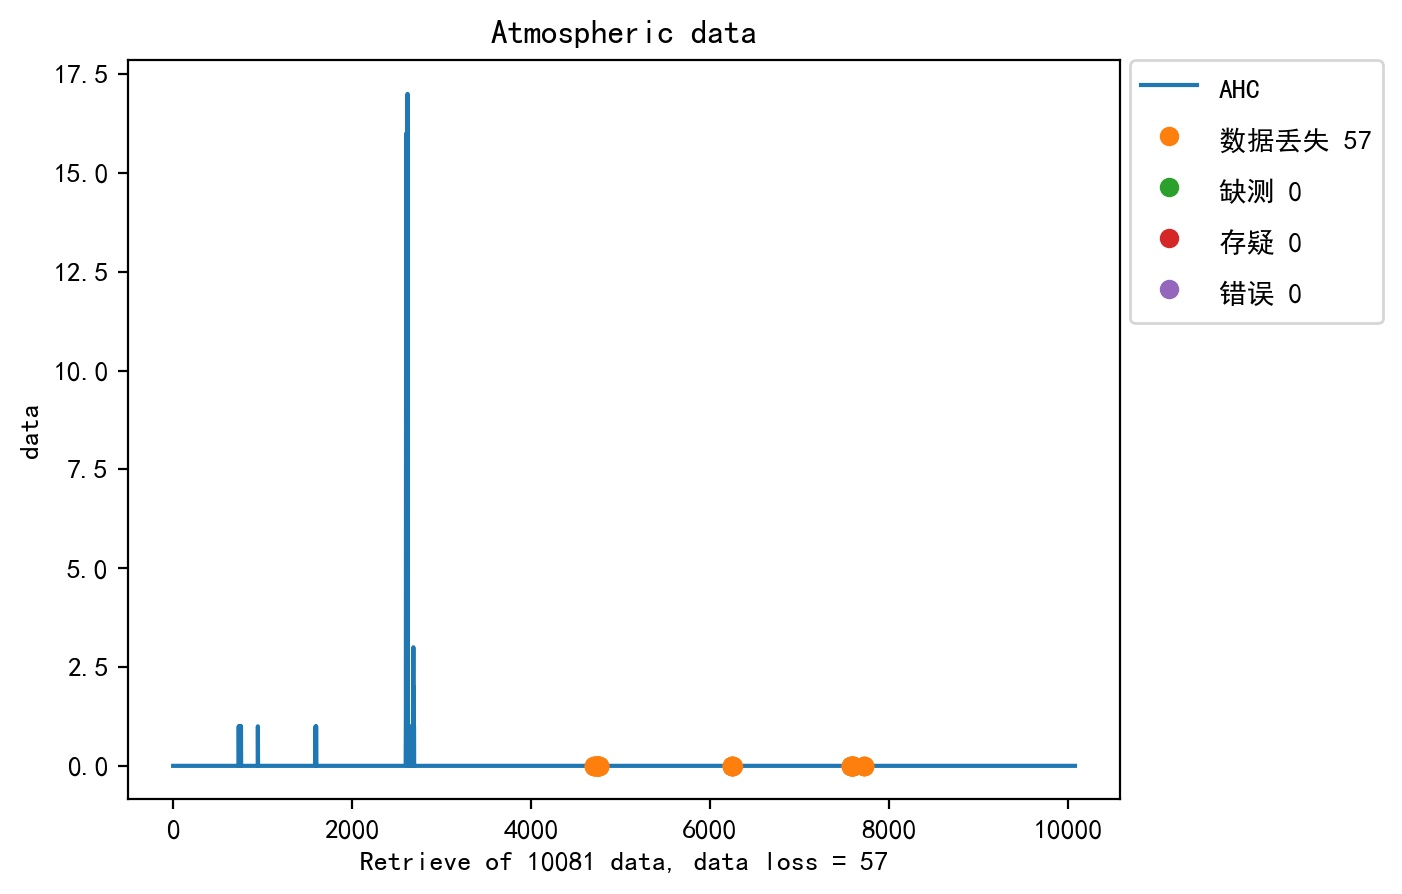 Atmospheric data
17.5
15.0
12.5
10.0
7.5
5.0
2.5
0.0
data
0 2000 4000 6000 8000 10000
Retrieve of 10081 data, data loss = 57
AHC
数据丢失 57
缺测 0
存疑 0
错误 0